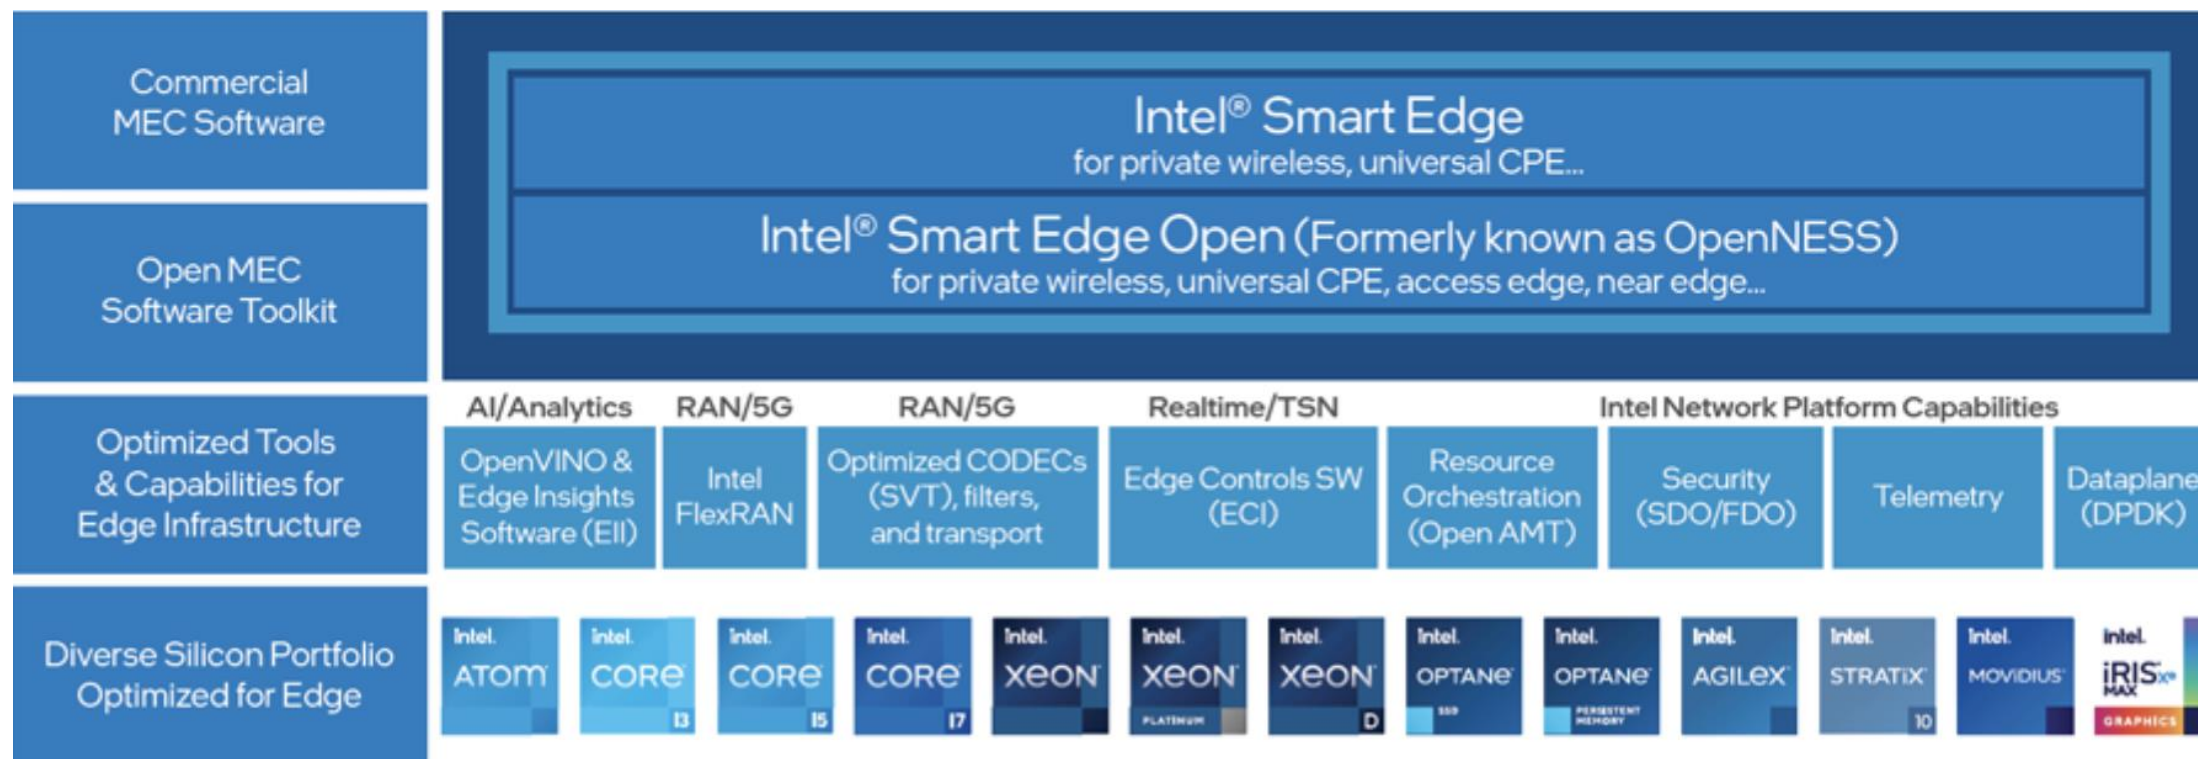 Commercial
MEC Software
Intel® Smart Edge
for private wireless, universal CPE...
Open MEC
Software Toolkit
Intel® Smart Edge Open (Formerly known as OpenNESS)
for private wireless, universal CPE, access edge, near edge...
Optimized Tools
& Capabilities for
Edge Infrastructure
AI/Analytics
OpenVINO &
Edge Insights
Software (EII)
RAN/5G
Intel
FlexRAN
RAN/5G
Optimized CODECs
(SVT), filters,
and transport
Realtime/TSN
Edge Controls SW
(ECI)
Intel Network Platform Capabilities
Resource
Orchestration
(Open AMT)
Security
(SDO/FDO)
Telemetry
Dataplane
(DPDK)
Diverse Silicon Portfolio
Optimized for Edge
intel.
ATOM
intel.
CORE
i3
intel.
CORE
i5
intel.
CORE
i7
intel.
XEON
intel.
XEON
PLATINUM
intel.
XEON
D
intel.
OPTANE
SSD
intel.
OPTANE
PERSISTENT
MEMORY
intel.
AGILEX
intel.
STRATIX
10
intel.
MOVIDIUS
intel.
iRIS Xe
MAX
GRAPHICS